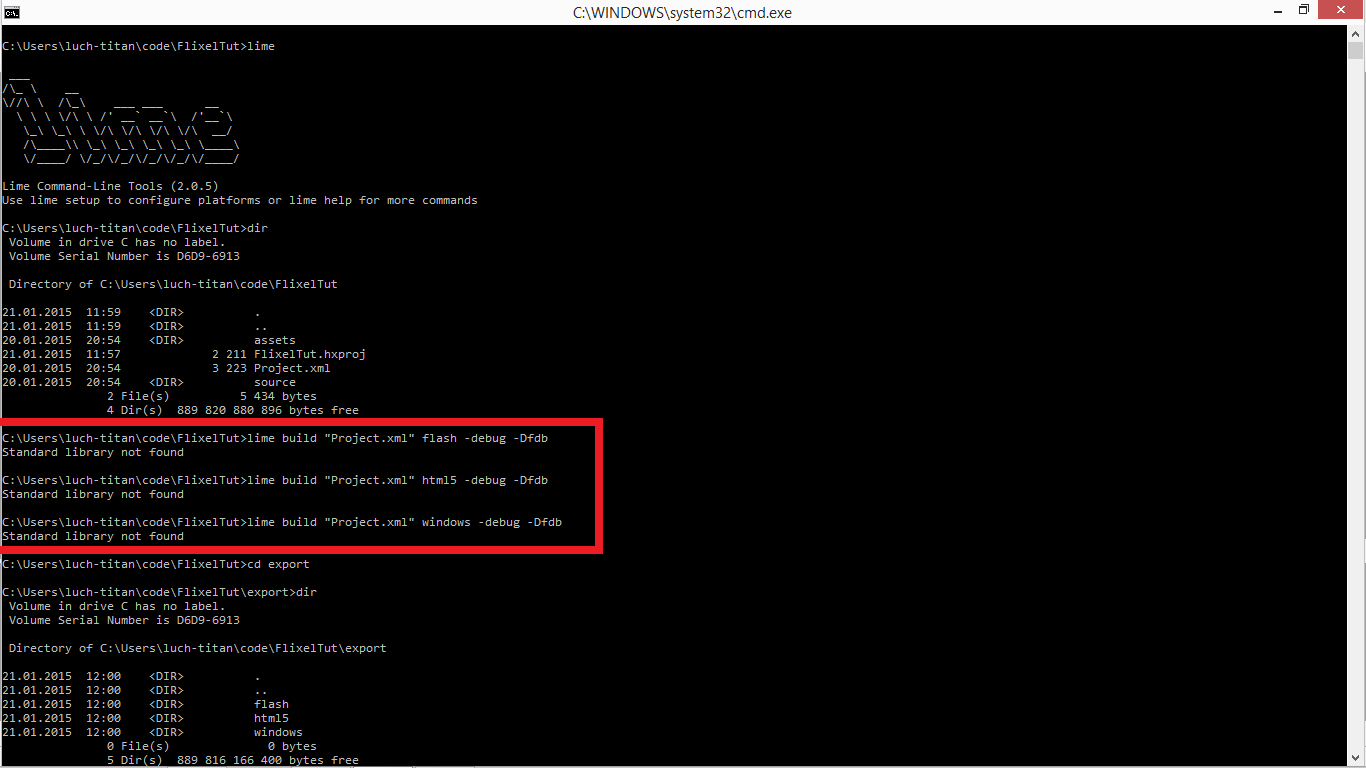 C:\WINDOWS\system32\cmd.exe
C:\Users\luch-titan\code\FlixelTut>lime
 ___
/\_ \    __
\//\ \  /\_\    ___ ___      __
  \ \ \ \/\ \ /' __` __`\  /'__`\
   \_\ \_\ \ \/\ \/\ \/\ \/\  __/
   /\____\\ \_\ \_\ \_\ \_\ \____\
   \/____/ \/_/\/_/\/_/\/_/\/____/
Lime Command-Line Tools (2.0.5)
Use lime setup to configure platforms or lime help for more commands
C:\Users\luch-titan\code\FlixelTut>dir
 Volume in drive C has no label.
 Volume Serial Number is D6D9-6913
 Directory of C:\Users\luch-titan\code\FlixelTut
21.01.2015  11:59    <DIR>          .
21.01.2015  11:59    <DIR>          ..
20.01.2015  20:54    <DIR>          assets
21.01.2015  11:57             2 211 FlixelTut.hxproj
20.01.2015  20:54             3 223 Project.xml
20.01.2015  20:54    <DIR>          source
               2 File(s)          5 434 bytes
               4 Dir(s)  889 820 880 896 bytes free
C:\Users\luch-titan\code\FlixelTut>lime build "Project.xml" flash -debug -Dfdb
Standard library not found
C:\Users\luch-titan\code\FlixelTut>lime build "Project.xml" html5 -debug -Dfdb
Standard library not found
C:\Users\luch-titan\code\FlixelTut>lime build "Project.xml" windows -debug -Dfdb
Standard library not found
C:\Users\luch-titan\code\FlixelTut>cd export
C:\Users\luch-titan\code\FlixelTut\export>dir
 Volume in drive C has no label.
 Volume Serial Number is D6D9-6913
 Directory of C:\Users\luch-titan\code\FlixelTut\export
21.01.2015  12:00    <DIR>          .
21.01.2015  12:00    <DIR>          ..
21.01.2015  12:00    <DIR>          flash
21.01.2015  12:00    <DIR>          html5
21.01.2015  12:00    <DIR>          windows
               0 File(s)              0 bytes
               5 Dir(s)  889 816 166 400 bytes free